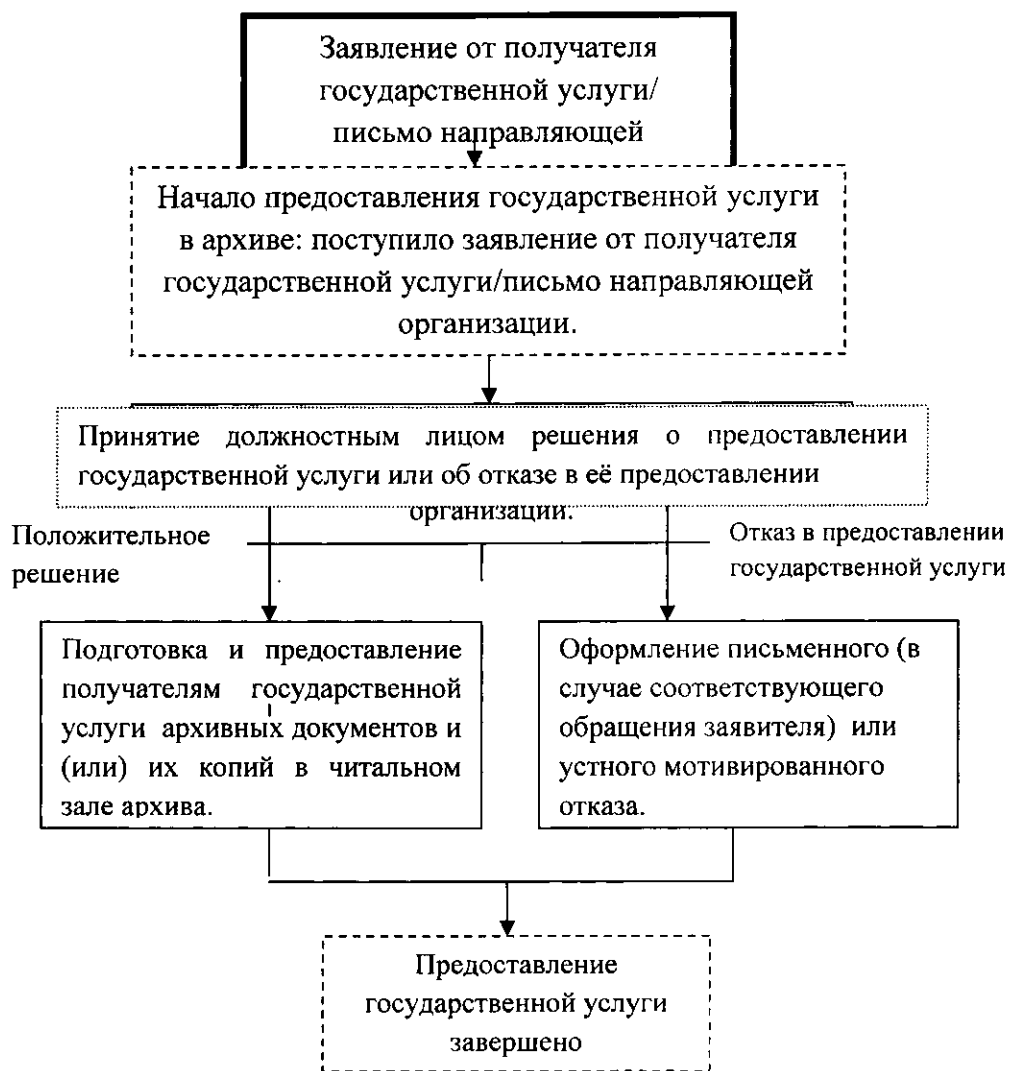 Заявление от получателя
государственной услуги/
письмо направляющей
Начало предоставления государственной услуги
в архиве: поступило заявление от получателя
государственной услуги/письмо направляющей
организации.
Принятие должностным лицом решения о предоставлении
государственной услуги или об отказе в её предоставлении
организации.
Положительное
решение
Отказ в предоставлении
государственной услуги
Подготовка и предоставление
получателям государственной
услуги архивных документов и
(или) их копий в читальном
зале архива.
Оформление письменного (в
случае соответствующего
обращения заявителя) или
устного мотивированного
отказа.
Предоставление
государственной услуги
завершено